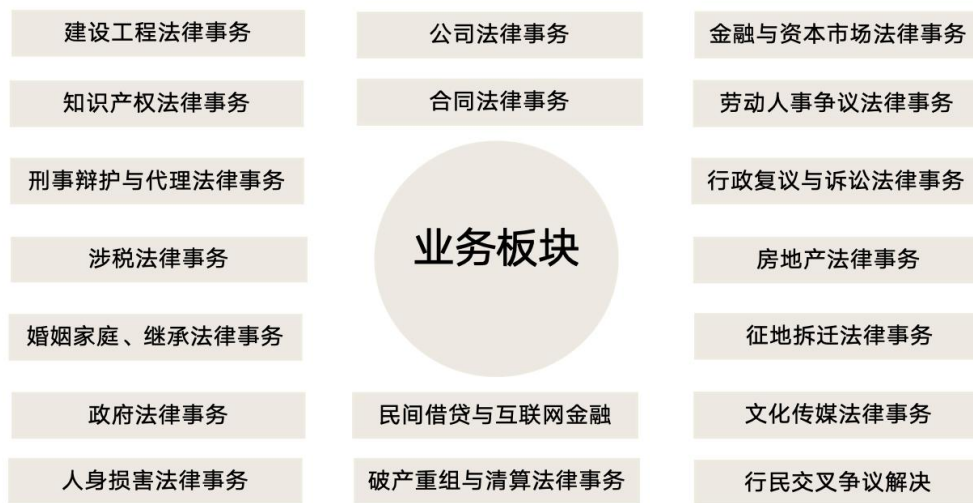 建设工程法律事务
公司法律事务
金融与资本市场法律事务
知识产权法律事务
合同法律事务
劳动人事争议法律事务
刑事辩护与代理法律事务
行政复议与诉讼法律事务
业务板块
涉税法律事务
房地产法律事务
婚姻家庭、继承法律事务
征地拆迁法律事务
政府法律事务
民间借贷与互联网金融
文化传媒法律事务
人身损害法律事务
破产重组与清算法律事务
行民交叉争议解决